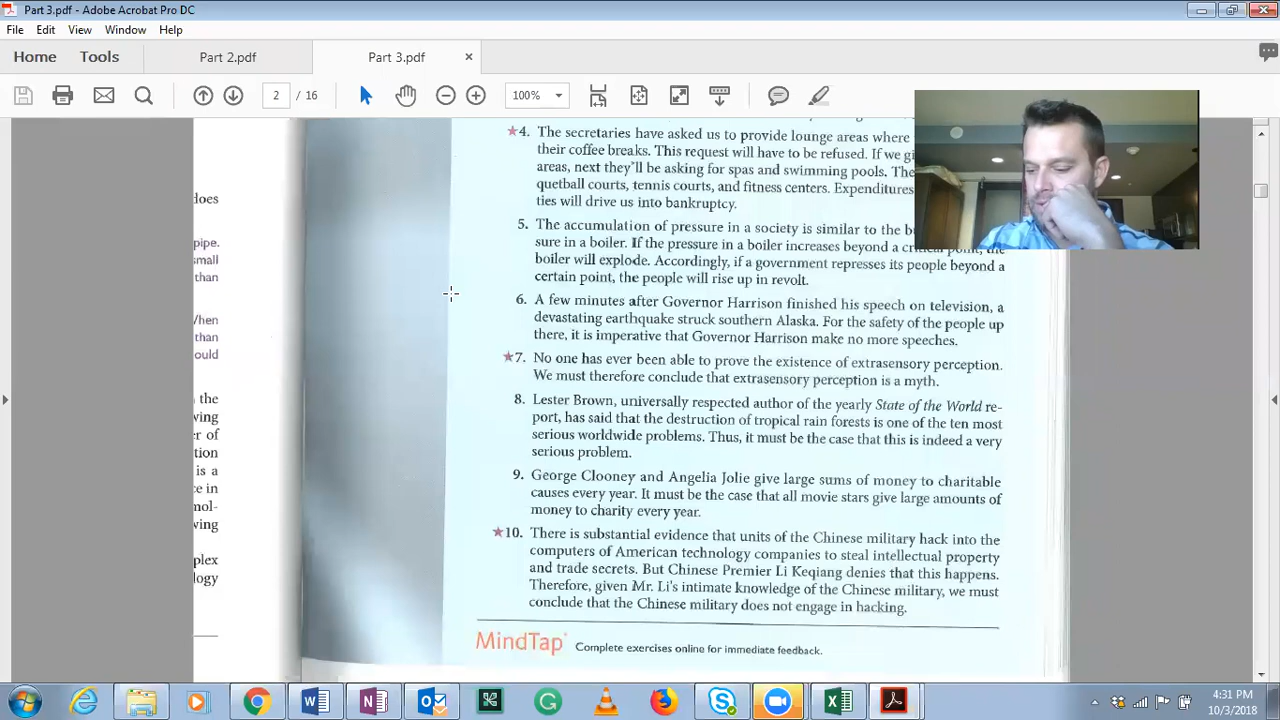 Part 3.pdf - Adobe Acrobat Pro DC
File Edit View Window Help
Home Tools Part 2.pdf Part 3.pdf ×
2 / 16 100%
does
pipe.
small
than
When
than
ould
n the
wing
er of
ction
is a
ce in
mol-
wing
plex
logy
★4. The secretaries have asked us to provide lounge areas where
their coffee breaks. This request will have to be refused. If we gi
areas, next they'll be asking for spas and swimming pools. The
quetball courts, tennis courts, and fitness centers. Expenditures
ties will drive us into bankruptcy.
5. The accumulation of pressure in a society is similar to the bu
sure in a boiler. If the pressure in a boiler increases beyond a critical point, the
boiler will explode. Accordingly, if a government represses its people beyond a
certain point, the people will rise up in revolt.
6. A few minutes after Governor Harrison finished his speech on television, a
devastating earthquake struck southern Alaska. For the safety of the people up
there, it is imperative that Governor Harrison make no more speeches.
★7. No one has ever been able to prove the existence of extrasensory perception.
We must therefore conclude that extrasensory perception is a myth.
8. Lester Brown, universally respected author of the yearly State of the World re-
port, has said that the destruction of tropical rain forests is one of the ten most
serious worldwide problems. Thus, it must be the case that this is indeed a very
serious problem.
9. George Clooney and Angelia Jolie give large sums of money to charitable
causes every year. It must be the case that all movie stars give large amounts of
money to charity every year.
★10. There is substantial evidence that units of the Chinese military hack into the
computers of American technology companies to steal intellectual property
and trade secrets. But Chinese Premier Li Keqiang denies that this happens.
Therefore, given Mr. Li's intimate knowledge of the Chinese military, we must
conclude that the Chinese military does not engage in hacking.
MindTap Complete exercises online for immediate feedback.
4:31 PM
10/3/2018